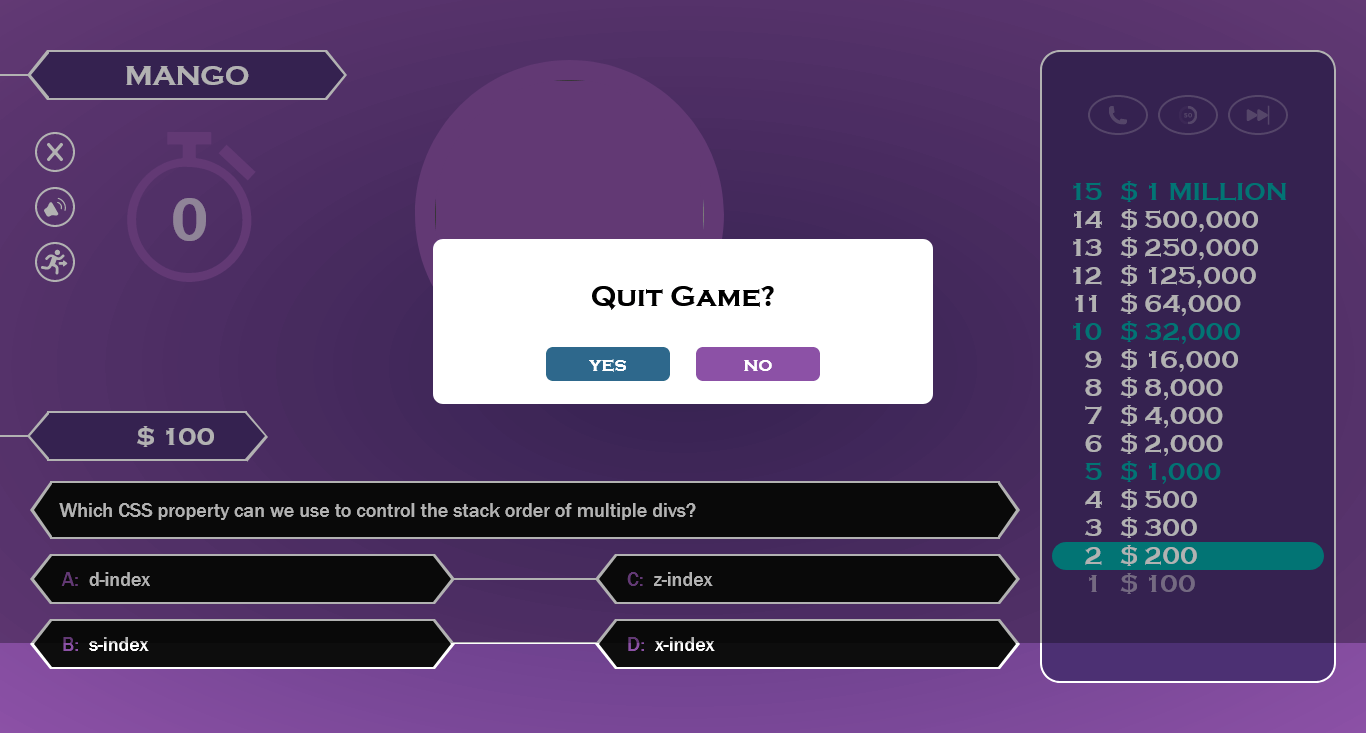 MANGO
0
QUIT GAME?
YES
NO
$ 100
Which CSS property can we use to control the stack order of multiple divs?
A: d-index
C: z-index
B: s-index
D: x-index
15 $ 1 MILLION
14 $ 500,000
13 $ 250,000
12 $ 125,000
11 $ 64,000
10 $ 32,000
9 $ 16,000
8 $ 8,000
7 $ 4,000
6 $ 2,000
5 $ 1,000
4 $ 500
3 $ 300
2 $ 200
1 $ 100